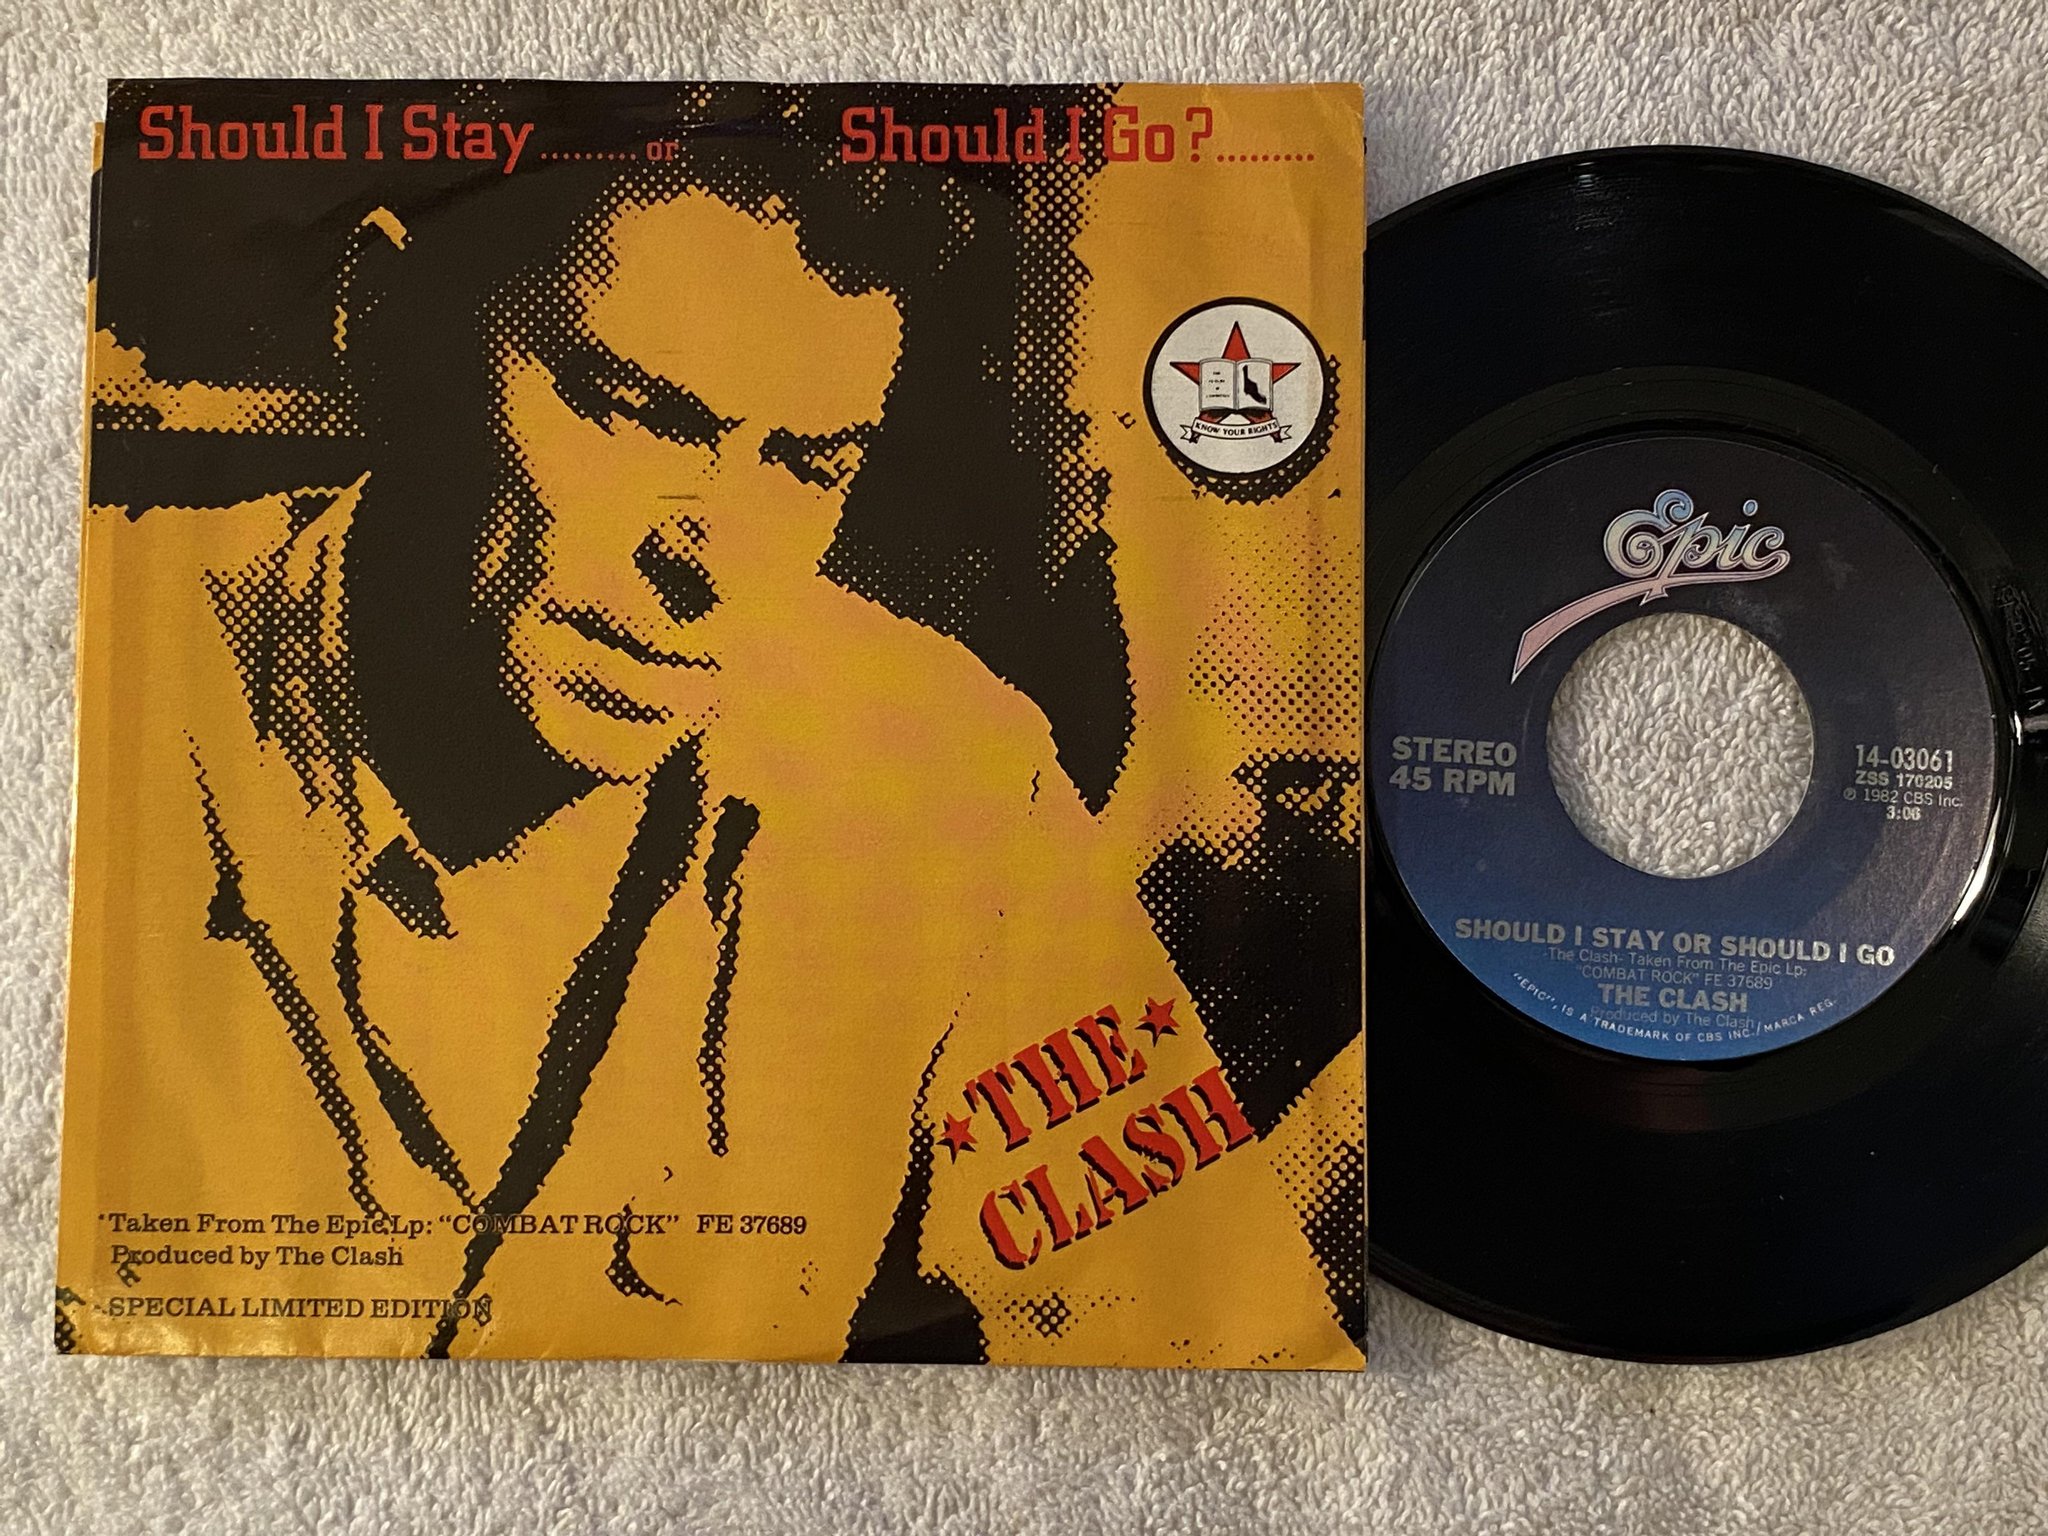 Should I Stay ......... or Should I Go? .........
KNOW YOUR RIGHTS
★ THE ★
CLASH
*Taken From The Epic Lp: "COMBAT ROCK" FE 37689
Produced by The Clash
SPECIAL LIMITED EDITION
Epic
STEREO
45 RPM
14-03061
ZSS 170205
℗ 1982 CBS Inc.
3:06
SHOULD I STAY OR SHOULD I GO
-The Clash- Taken From The Epic Lp:
"COMBAT ROCK" FE 37689
THE CLASH
Produced by The Clash
"EPIC", IS A TRADEMARK OF CBS INC./MARCA REG.